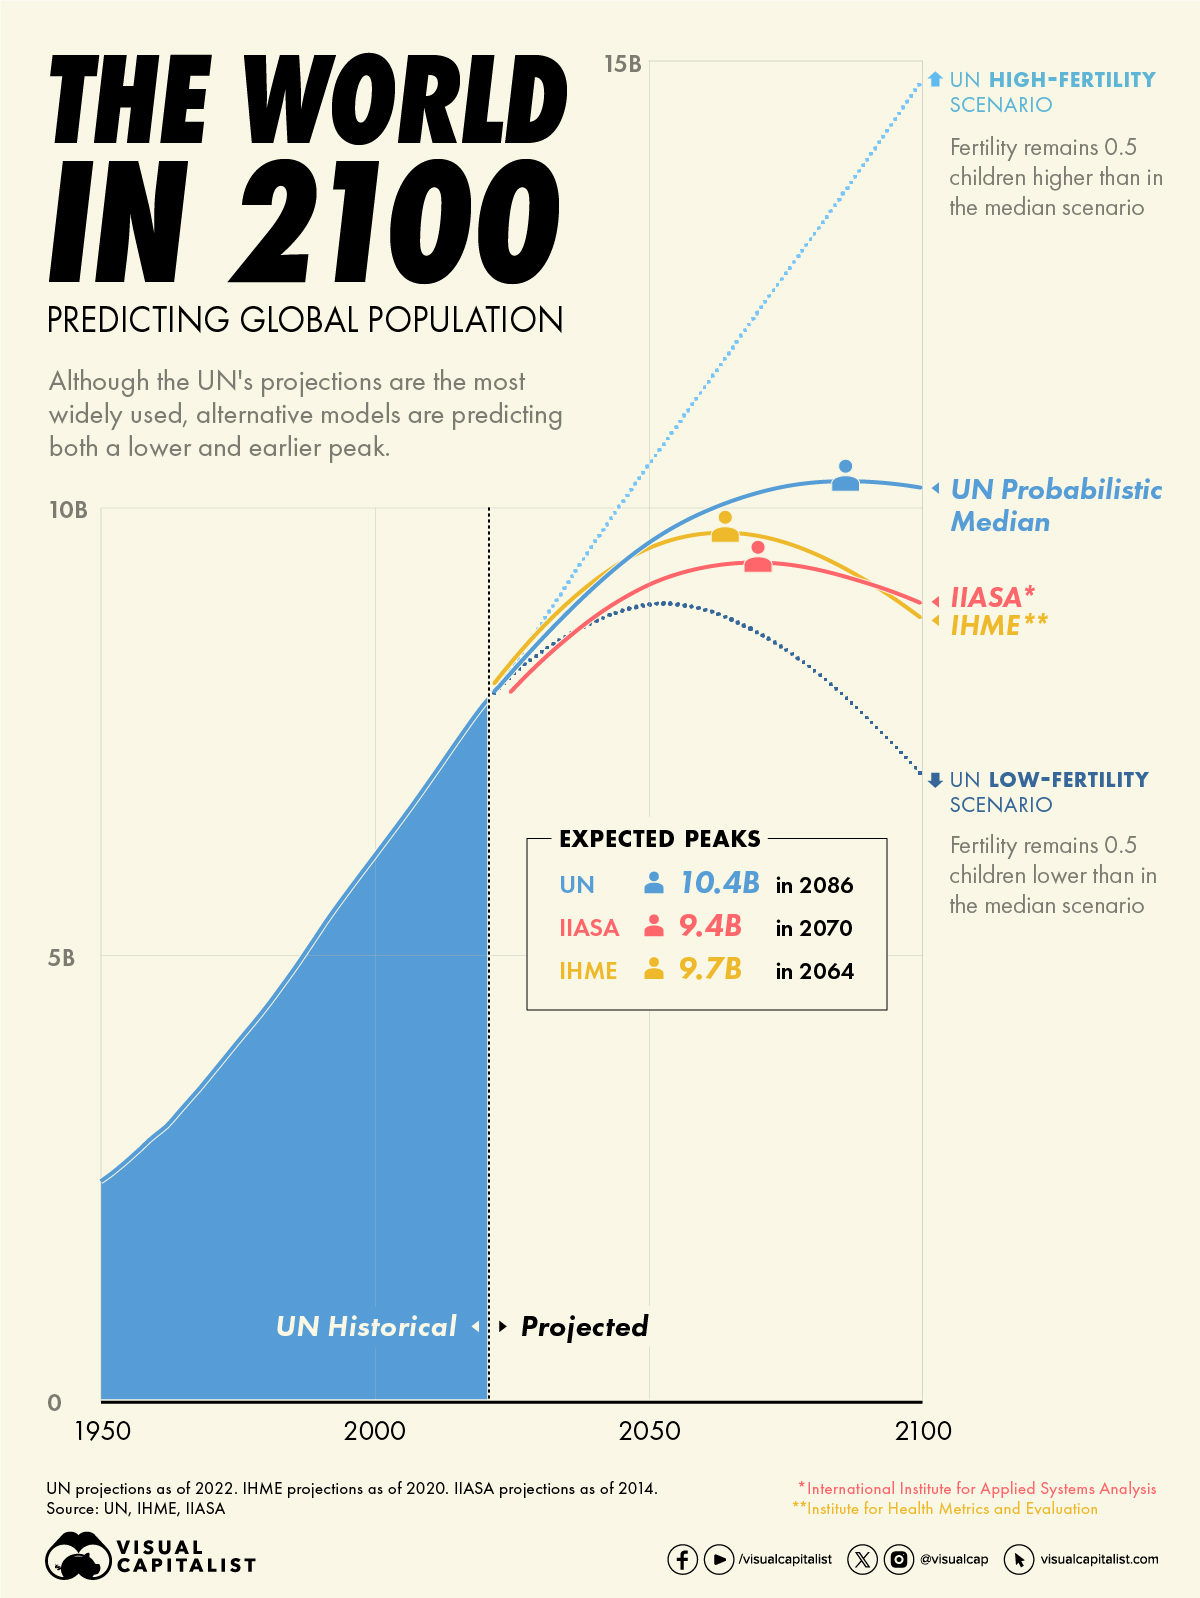 THE WORLD
IN 2100
PREDICTING GLOBAL POPULATION
Although the UN's projections are the most
widely used, alternative models are predicting
both a lower and earlier peak.
15B
10B
5B
0
UN HIGH-FERTILITY
SCENARIO
Fertility remains 0.5
children higher than in
the median scenario
UN Probabilistic
Median
IIASA*
IHME**
UN LOW-FERTILITY
SCENARIO
Fertility remains 0.5
children lower than in
the median scenario
EXPECTED PEAKS
UN 10.4B in 2086
IIASA 9.4B in 2070
IHME 9.7B in 2064
UN Historical Projected
1950 2000 2050 2100
UN projections as of 2022. IHME projections as of 2020. IIASA projections as of 2014.
Source: UN, IHME, IIASA
*International Institute for Applied Systems Analysis
**Institute for Health Metrics and Evaluation
VISUAL
CAPITALIST
/visualcapitalist @visualcap visualcapitalist.com